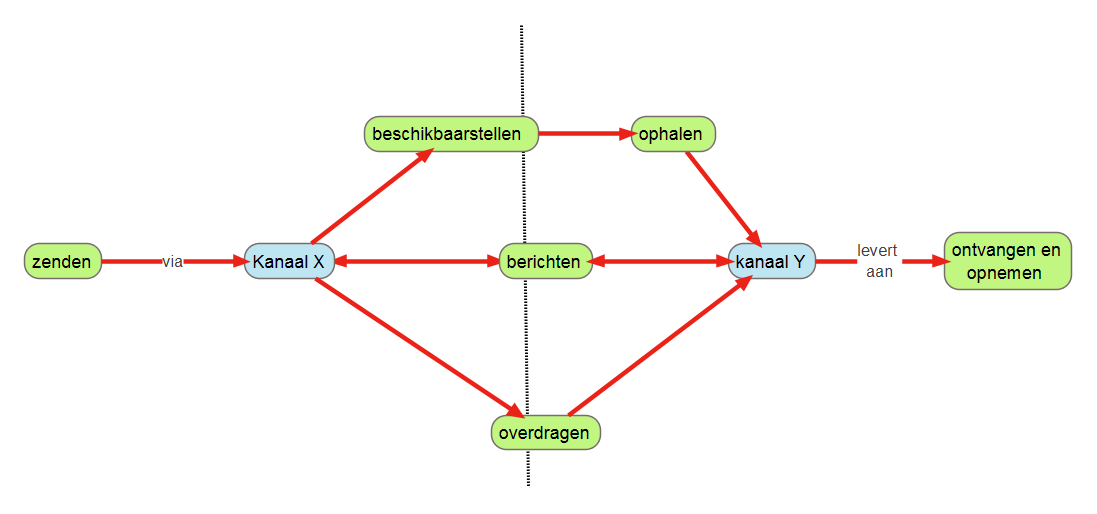 beschikbaarstellen
ophalen
zenden
via
Kanaal X
berichten
kanaal Y
levert
aan
ontvangen en
opnemen
overdragen